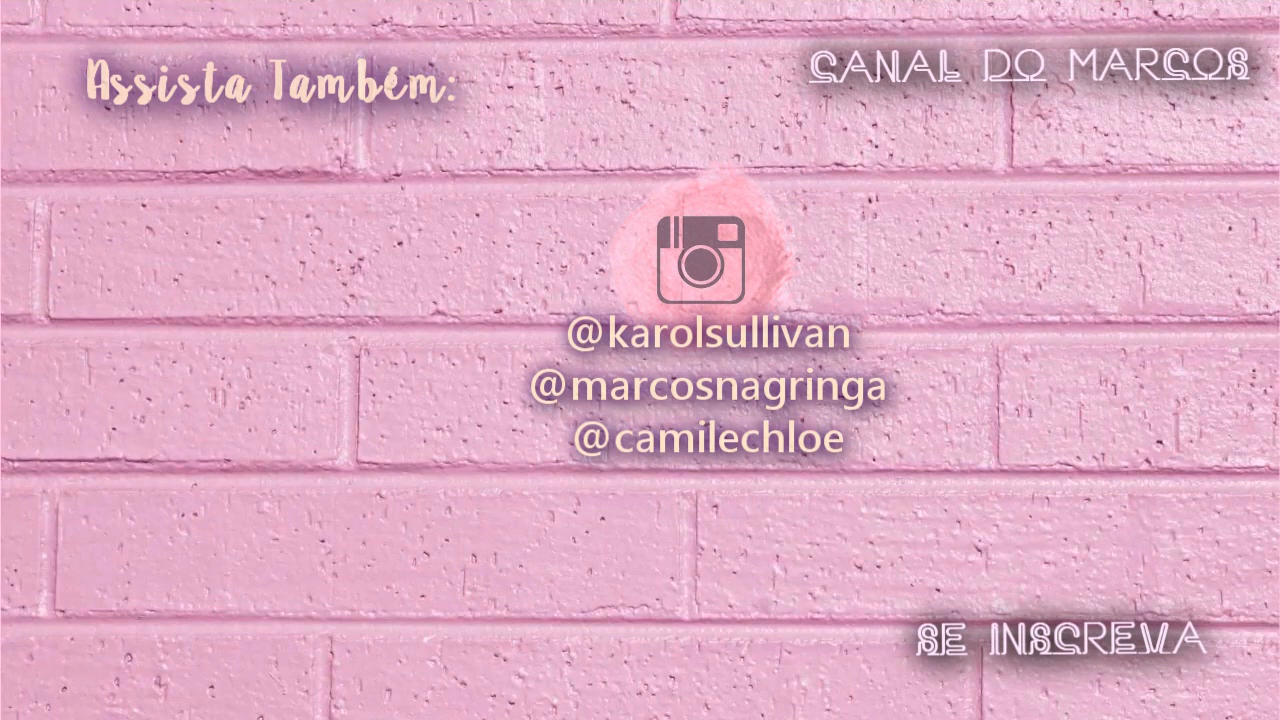 Assista Também:
CANAL DO MARCOS
@karolsullivan
@marcosnagringa
@camilechloe
SE INSCREVA